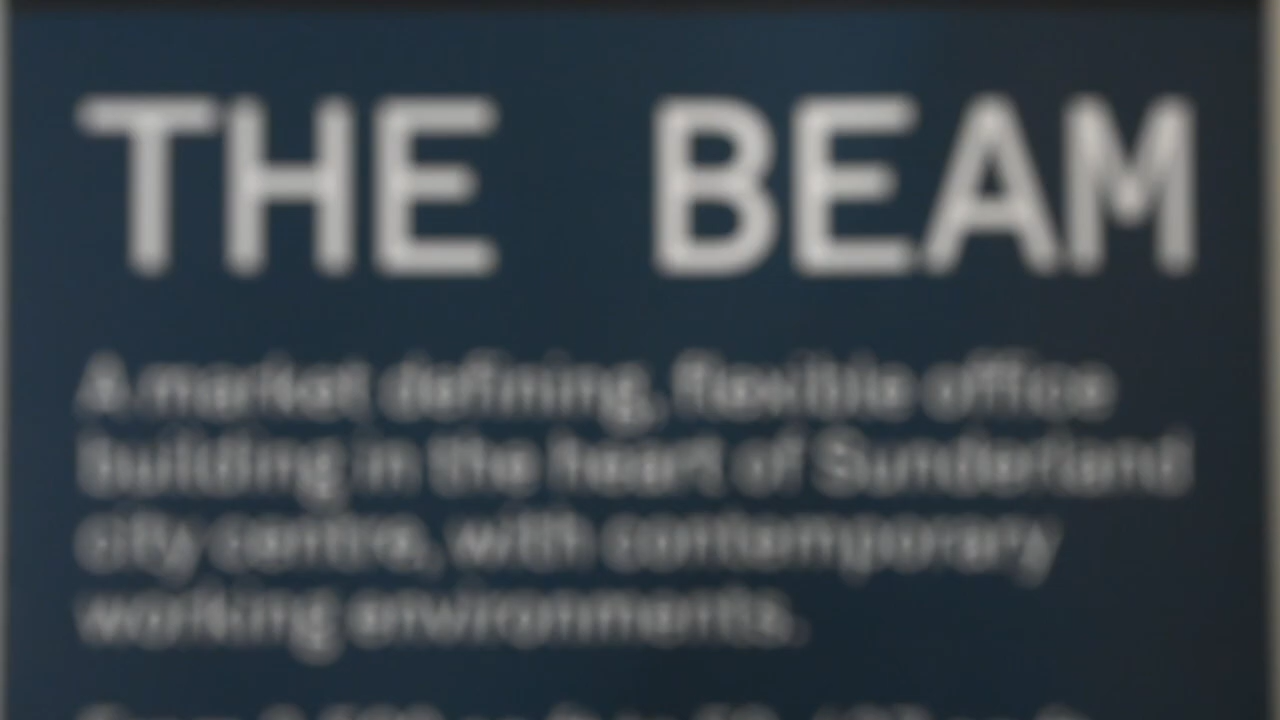 THE BEAM
A market defining, flexible office
building in the heart of Sunderland
city centre, with contemporary
working environments.